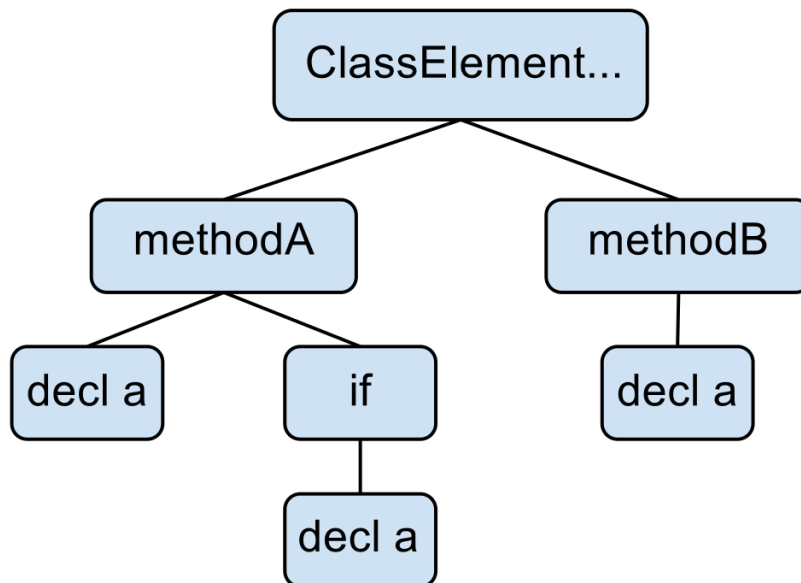 ClassElement...
methodA
methodB
decl a
if
decl a
decl a